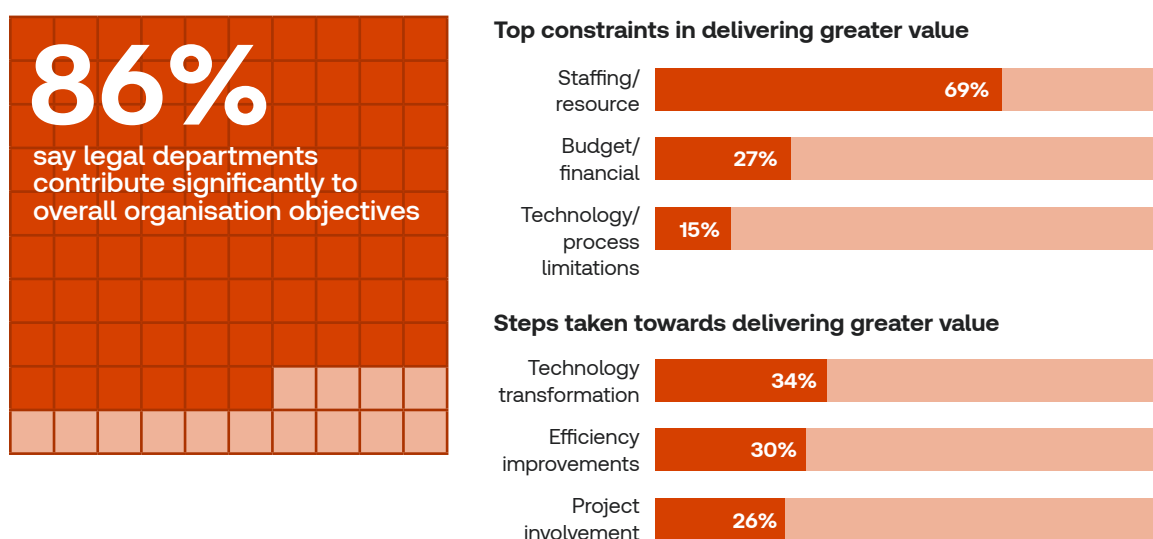 86%
say legal departments
contribute significantly to
overall organisation objectives
Top constraints in delivering greater value
Staffing/
resource
69%
Budget/
financial
27%
Technology/
process
limitations
15%
Steps taken towards delivering greater value
Technology
transformation
34%
Efficiency
improvements
30%
Project
involvement
26%